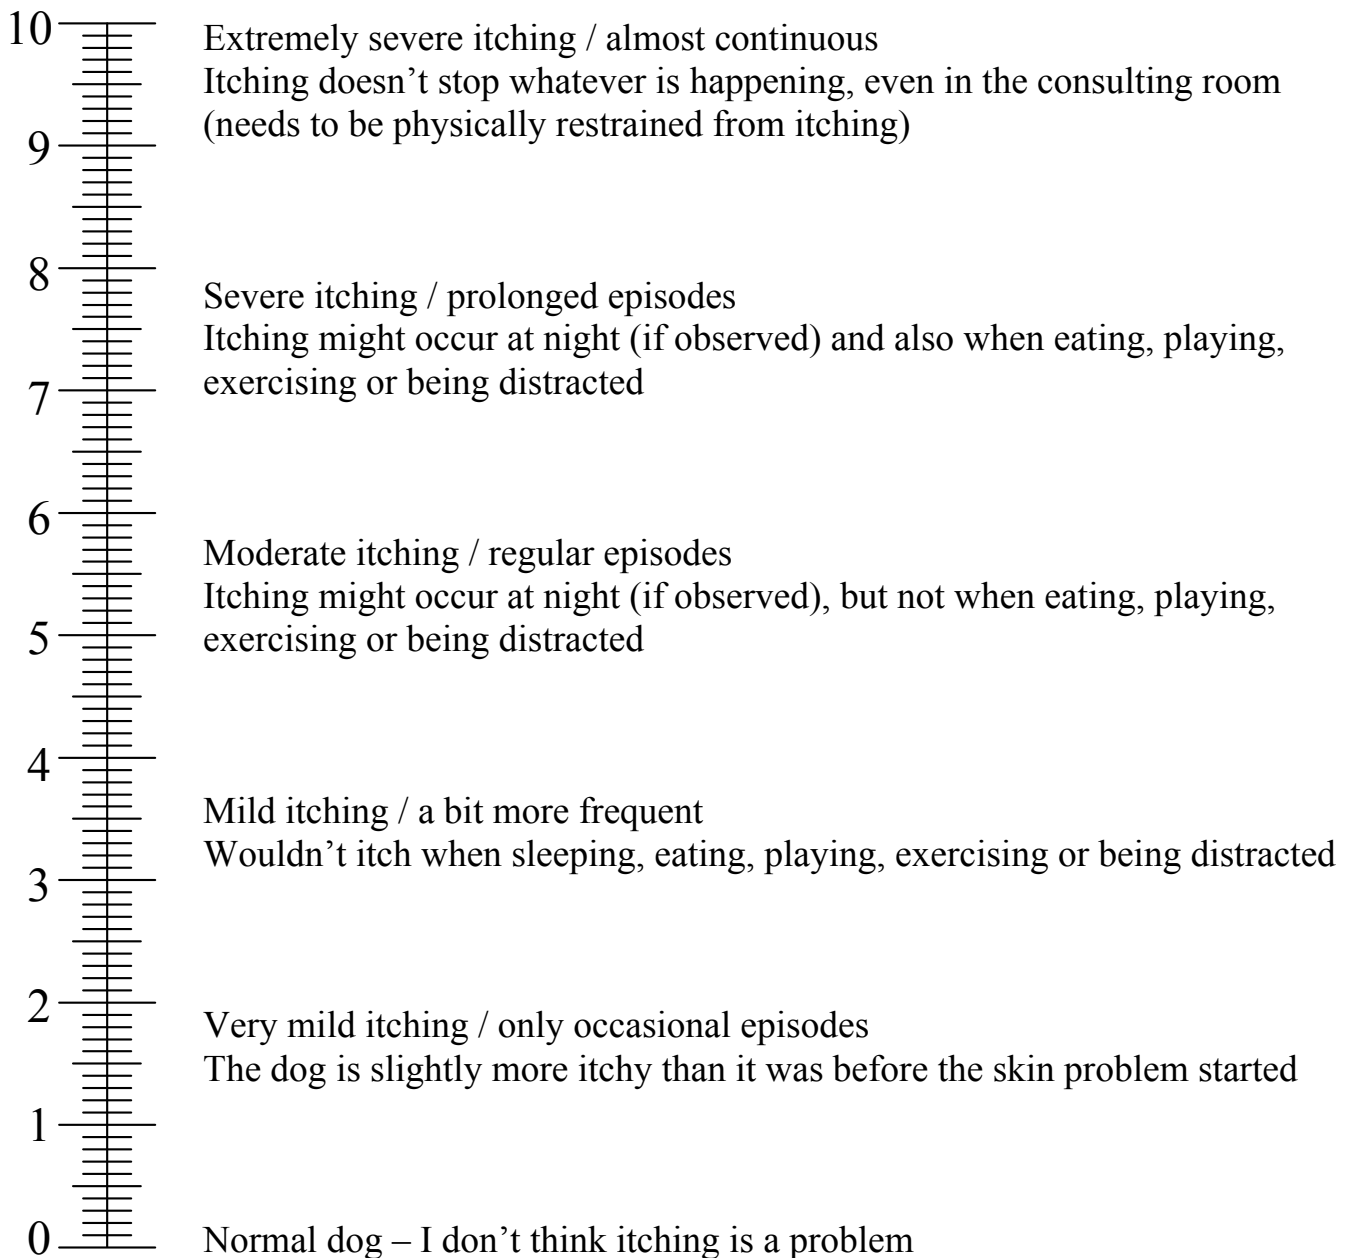 10
Extremely severe itching / almost continuous
Itching doesn’t stop whatever is happening, even in the consulting room
(needs to be physically restrained from itching)
9
8
Severe itching / prolonged episodes
Itching might occur at night (if observed) and also when eating, playing,
exercising or being distracted
7
6
Moderate itching / regular episodes
Itching might occur at night (if observed), but not when eating, playing,
exercising or being distracted
5
4
Mild itching / a bit more frequent
Wouldn’t itch when sleeping, eating, playing, exercising or being distracted
3
2
Very mild itching / only occasional episodes
The dog is slightly more itchy than it was before the skin problem started
1
0
Normal dog – I don’t think itching is a problem